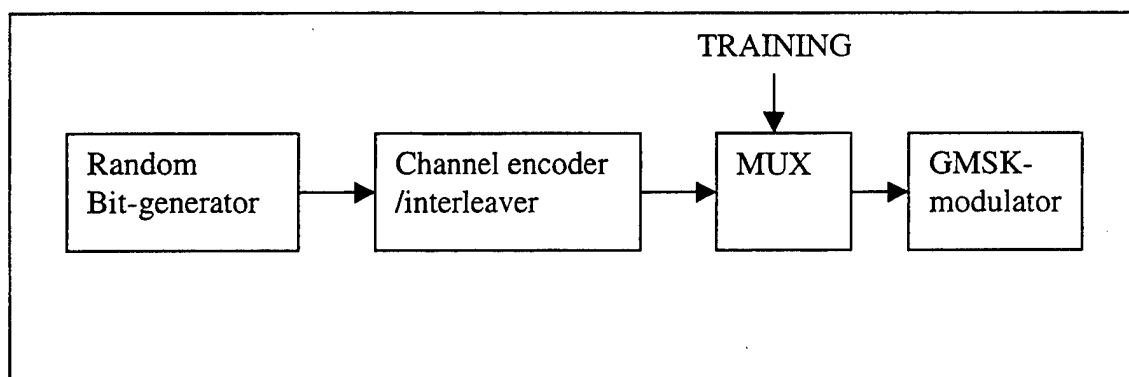 TRAINING
Random
Bit-generator
Channel encoder
/interleaver
MUX
GMSK-
modulator